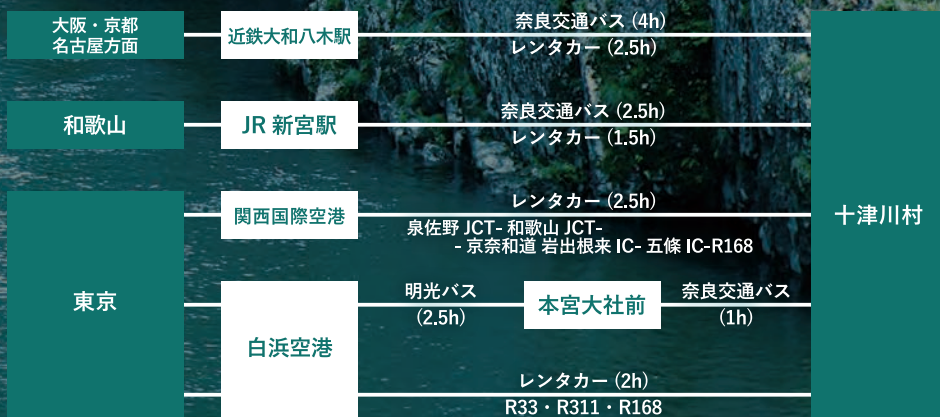 大阪・京都
名古屋方面
近鉄大和八木駅
奈良交通バス (4h)
レンタカー (2.5h)
和歌山
JR 新宮駅
奈良交通バス (2.5h)
レンタカー (1.5h)
東京
関西国際空港
レンタカー (2.5h)
泉佐野 JCT- 和歌山 JCT-
- 京奈和道 岩出根来 IC- 五條 IC-R168
白浜空港
明光バス
(2.5h)
本宮大社前
奈良交通バス
(1h)
レンタカー (2h)
R33・R311・R168
十津川村